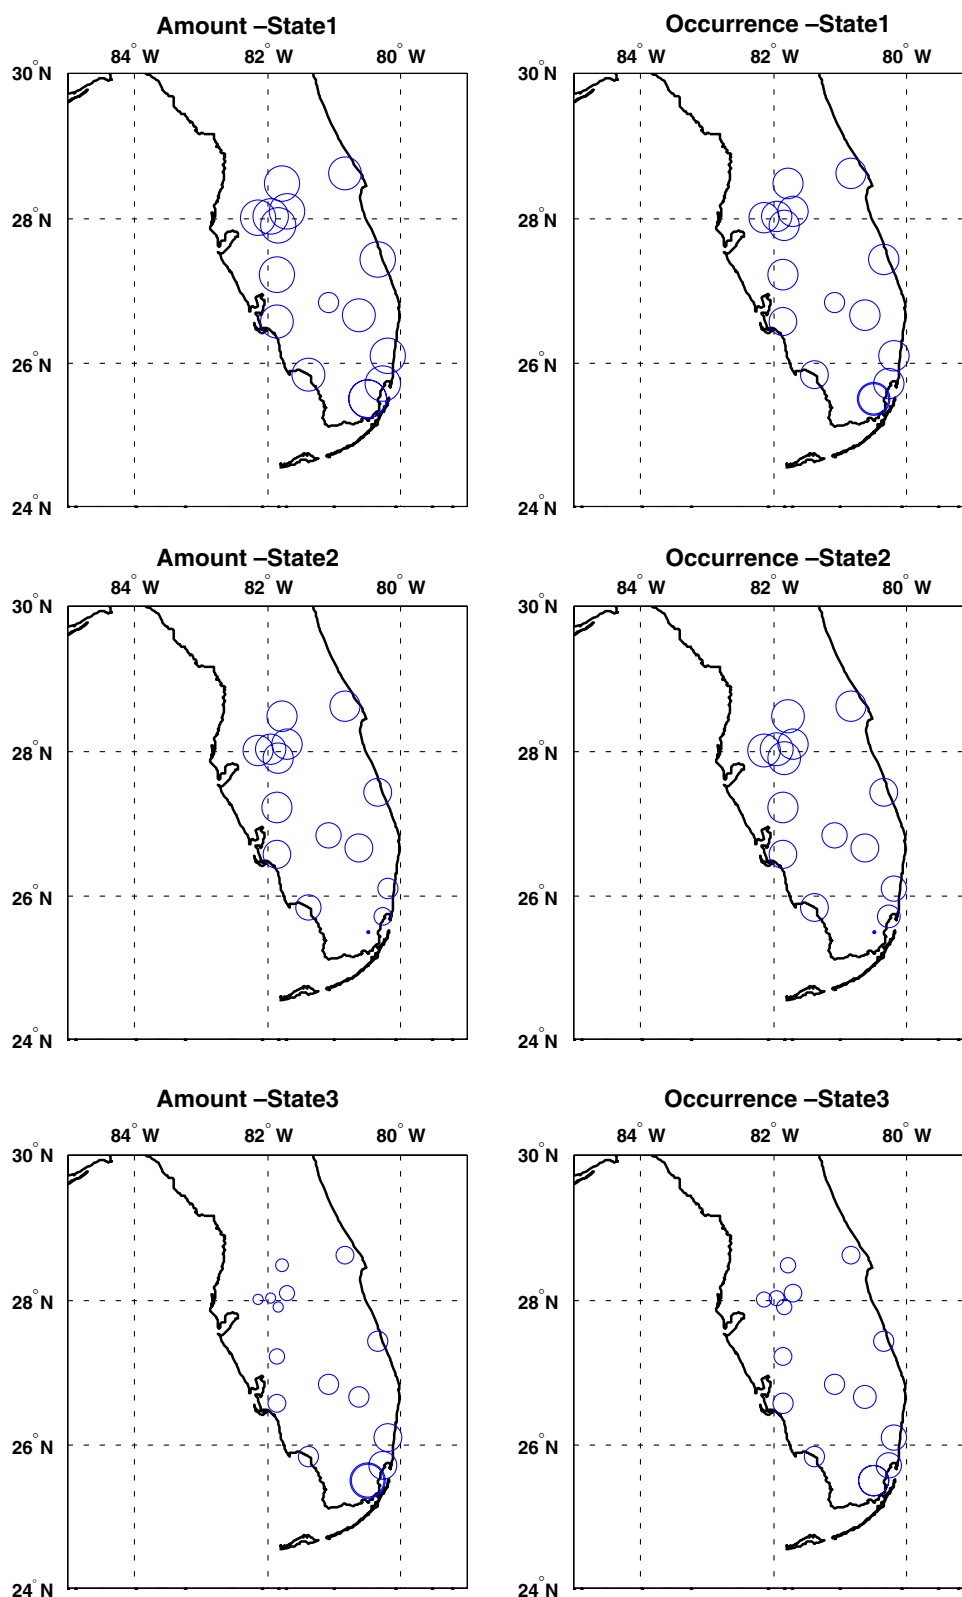 Amount –State1
Occurrence –State1
84° W 82° W 80° W
84° W 82° W 80° W
30° N
30° N
28° N
28° N
26° N
26° N
24° N
24° N
Amount –State2
Occurrence –State2
84° W 82° W 80° W
84° W 82° W 80° W
30° N
30° N
28° N
28° N
26° N
26° N
24° N
24° N
Amount –State3
Occurrence –State3
84° W 82° W 80° W
84° W 82° W 80° W
30° N
30° N
28° N
28° N
26° N
26° N
24° N
24° N